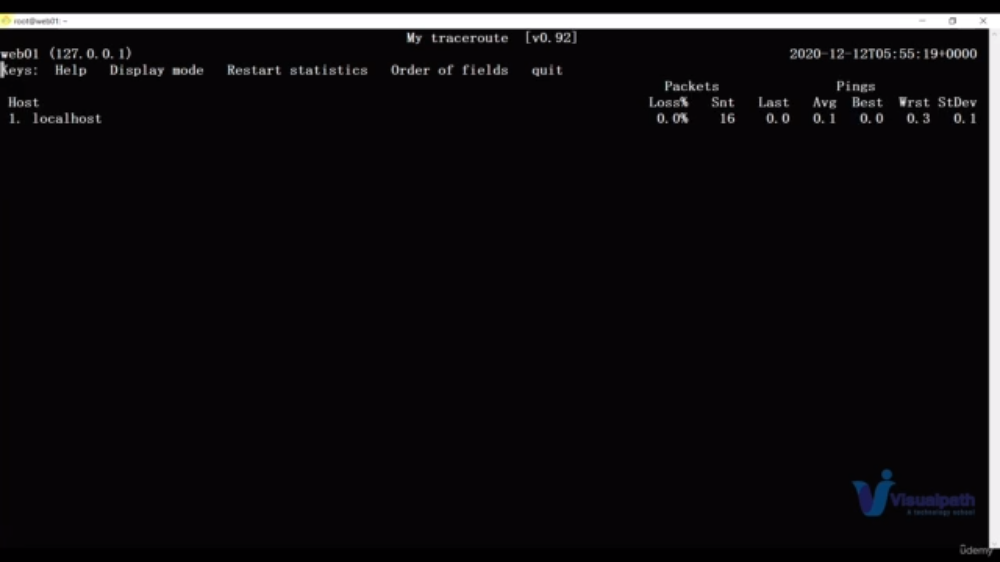 root@web01: ~
My traceroute [v0.92]
web01 (127.0.0.1)
2020-12-12T05:55:19+0000
Keys: Help Display mode Restart statistics Order of fields quit
Packets Pings
Host Loss% Snt Last Avg Best Wrst StDev
1. localhost 0.0% 16 0.0 0.1 0.0 0.3 0.1
Visualpath
A technology school
udemy